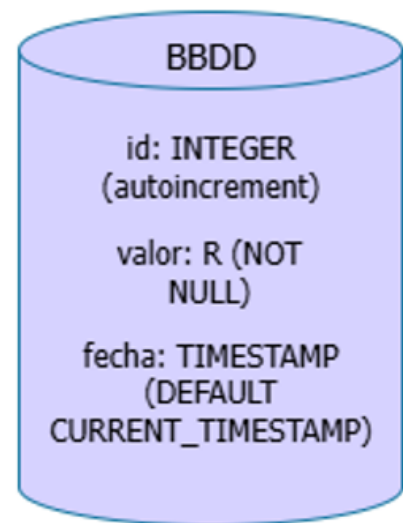 BBDD
id: INTEGER
(autoincrement)
valor: R (NOT
NULL)
fecha: TIMESTAMP
(DEFAULT
CURRENT_TIMESTAMP)